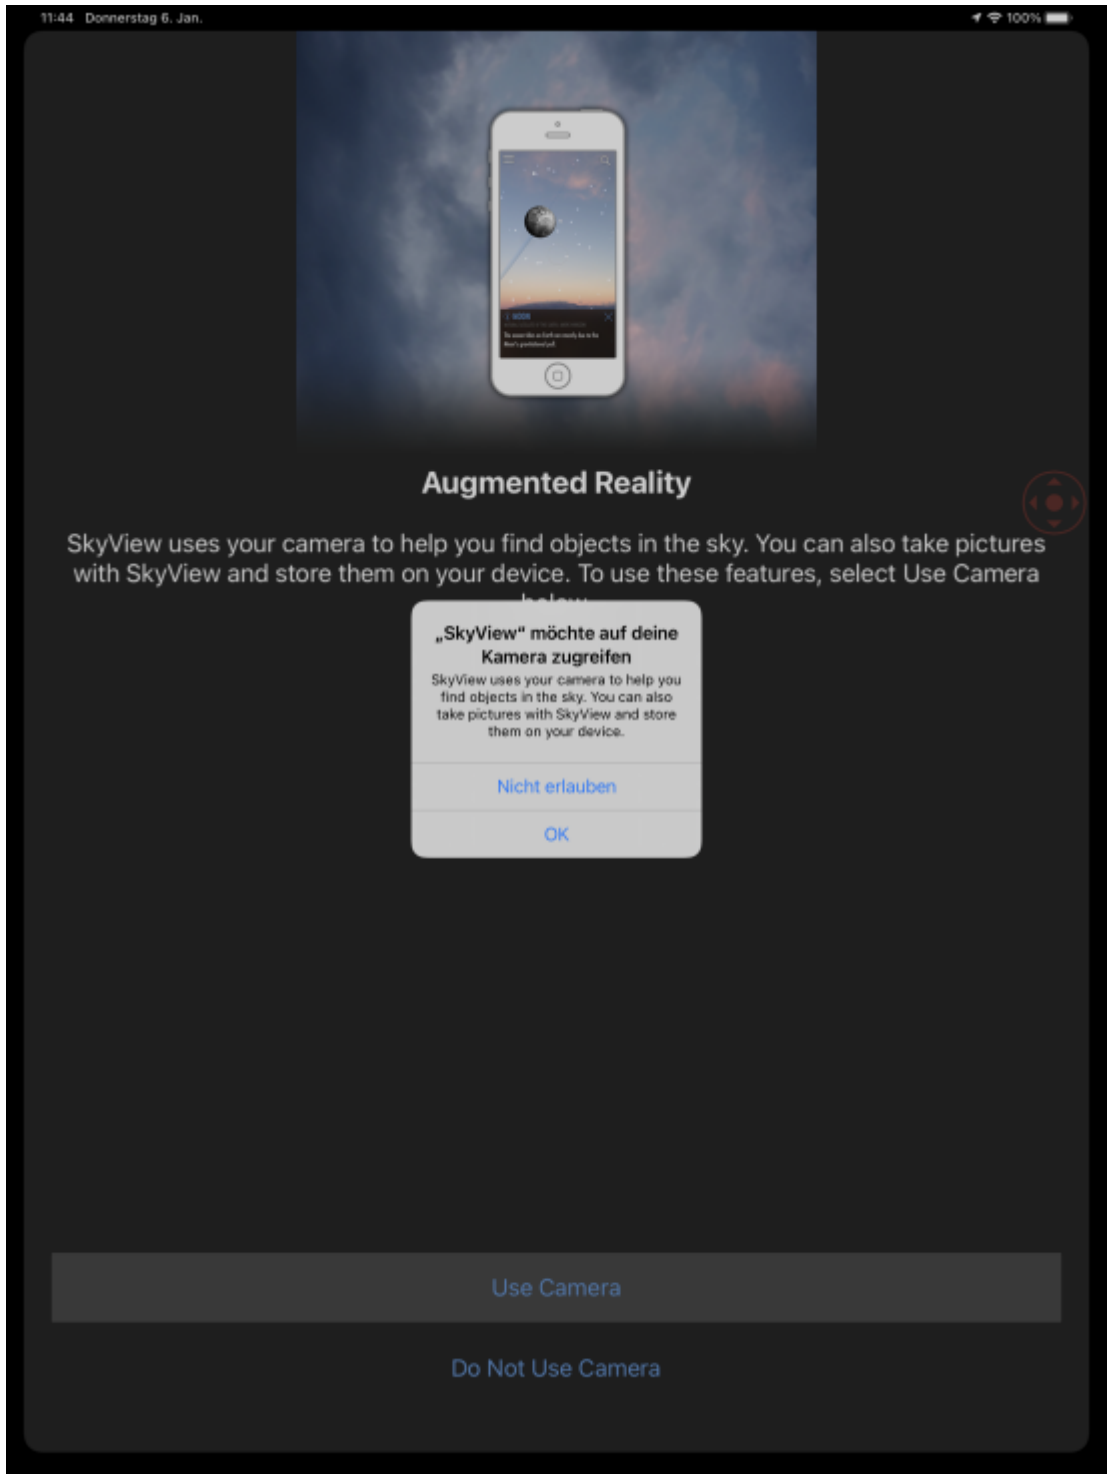 11:44 Donnerstag 6. Jan.
100%
MOON
Augmented Reality
SkyView uses your camera to help you find objects in the sky. You can also take pictures
with SkyView and store them on your device. To use these features, select Use Camera
below.
„SkyView“ möchte auf deine
Kamera zugreifen
SkyView uses your camera to help you
find objects in the sky. You can also
take pictures with SkyView and store
them on your device.
Nicht erlauben
OK
Use Camera
Do Not Use Camera